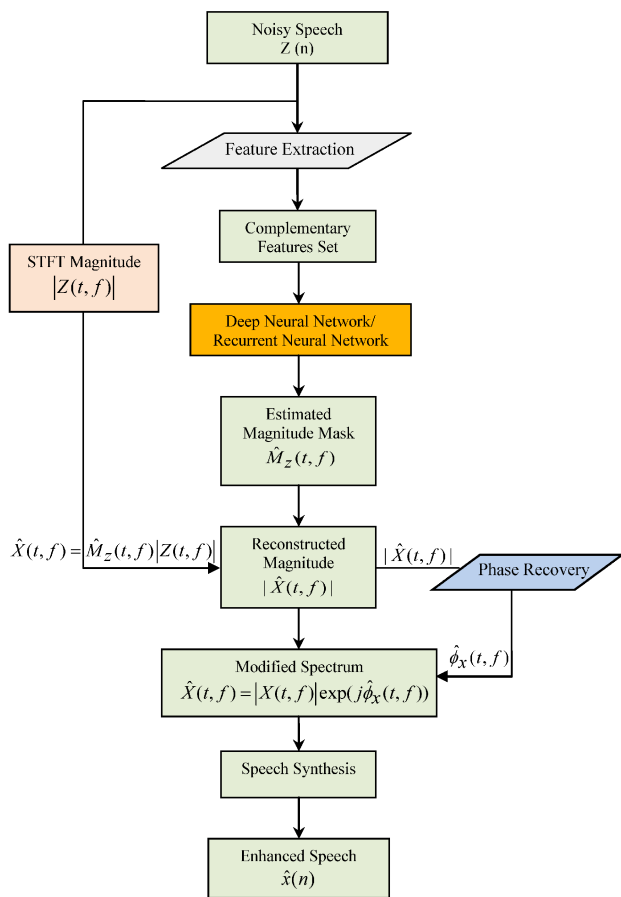 Noisy Speech
Z (n)
Feature Extraction
Complementary
Features Set
STFT Magnitude
|Z(t, f)|
Deep Neural Network/
Recurrent Neural Network
Estimated
Magnitude Mask
M̂_Z(t, f)
X̂(t, f) = M̂_Z(t, f)|Z(t, f)|
Reconstructed
Magnitude
| X̂(t, f) |
| X̂(t, f) |
Phase Recovery
ϕ̂_X(t, f)
Modified Spectrum
X̂(t, f) = |X(t, f)|exp(jϕ̂_X(t, f))
Speech Synthesis
Enhanced Speech
x̂(n)